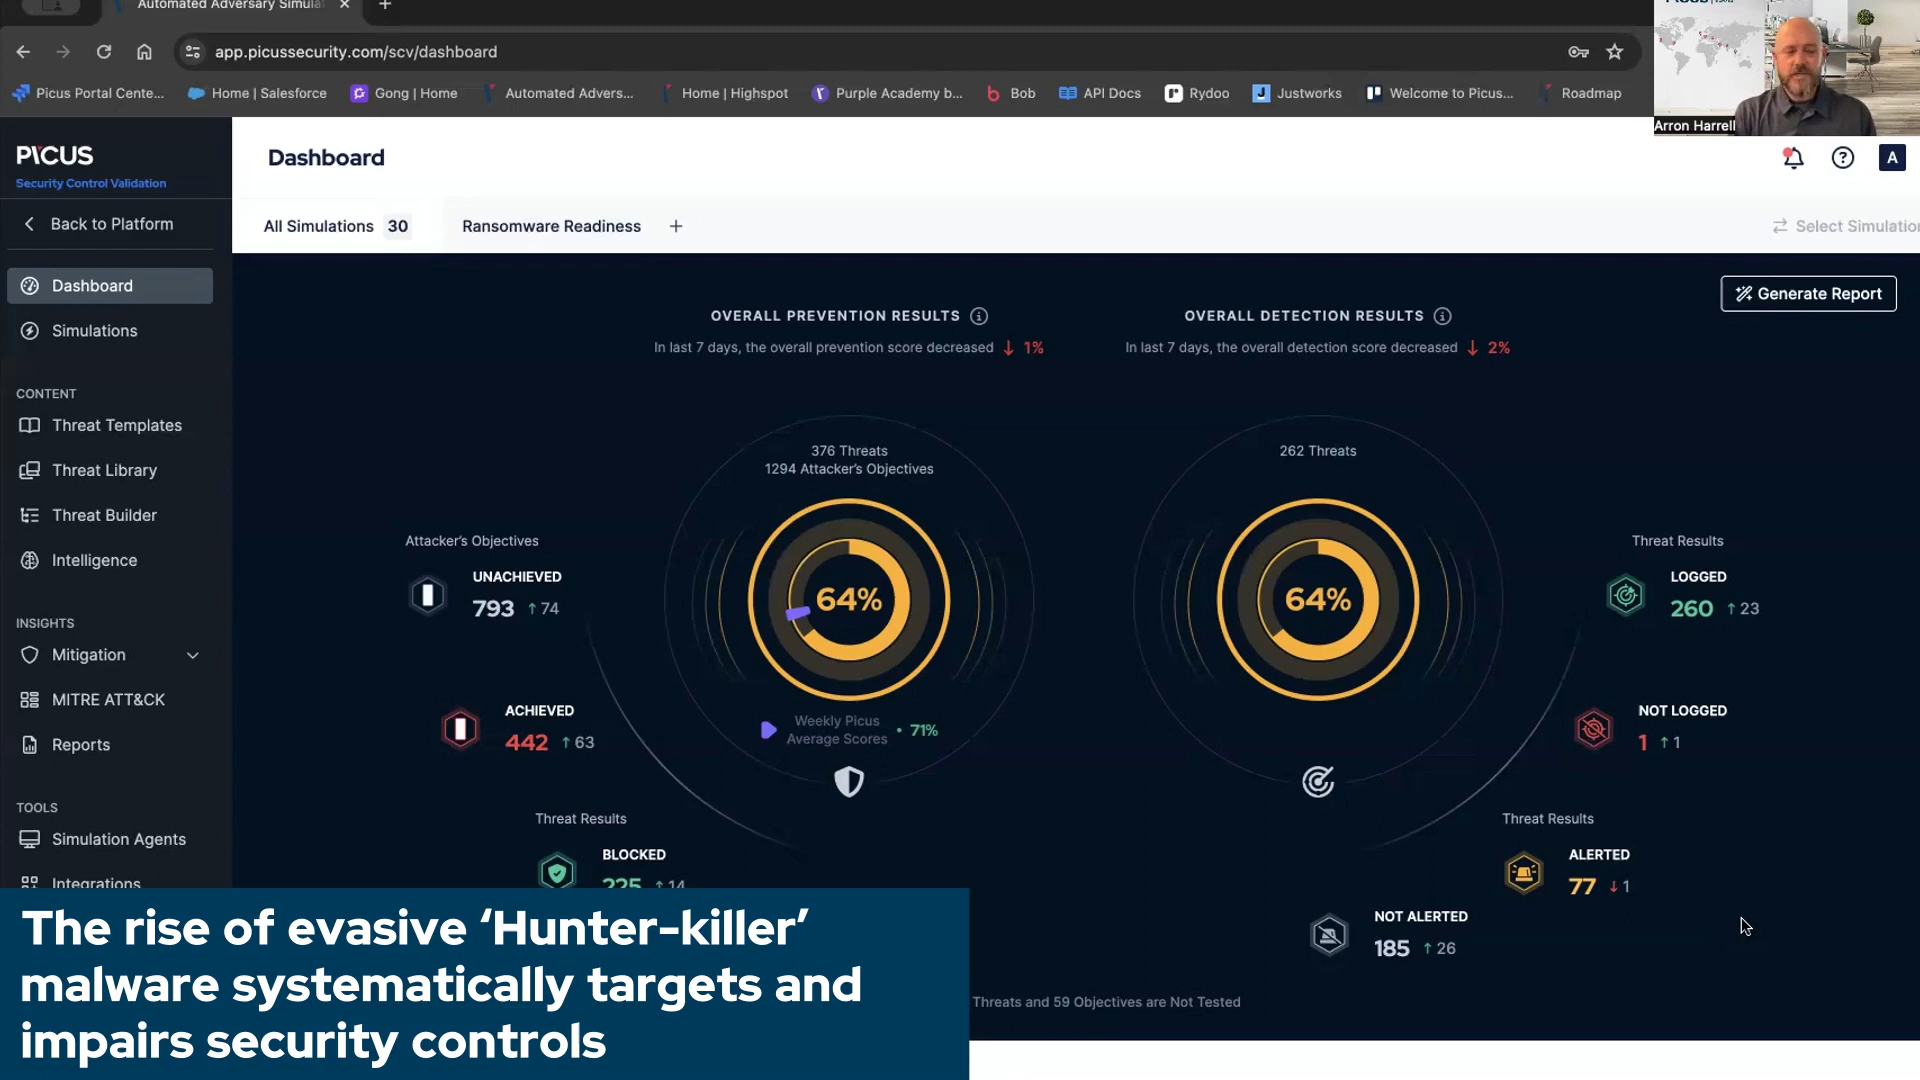 Automated Adversary Simula
app.picussecurity.com/scv/dashboard
Picus Portal Cente...
Home | Salesforce
Gong | Home
Automated Advers...
Home | Highspot
Purple Academy b...
Bob
API Docs
Rydoo
Justworks
Welcome to Picus...
Roadmap
Arron Harrell
PICUS
Security Control Validation
Back to Platform
Dashboard
Simulations
CONTENT
Threat Templates
Threat Library
Threat Builder
Intelligence
INSIGHTS
Mitigation
MITRE ATT&CK
Reports
TOOLS
Simulation Agents
Integrations
Dashboard
A
All Simulations 30
Ransomware Readiness +
Select Simulation
Generate Report
OVERALL PREVENTION RESULTS
In last 7 days, the overall prevention score decreased ↓ 1%
376 Threats
1294 Attacker's Objectives
64%
Weekly Picus
Average Scores • 71%
Attacker's Objectives
UNACHIEVED
793 ↑ 74
ACHIEVED
442 ↑ 63
Threat Results
BLOCKED
225 ↑ 14
OVERALL DETECTION RESULTS
In last 7 days, the overall detection score decreased ↓ 2%
262 Threats
64%
Threat Results
LOGGED
260 ↑ 23
NOT LOGGED
1 ↑ 1
Threat Results
ALERTED
77 ↓ 1
NOT ALERTED
185 ↑ 26
Threats and 59 Objectives are Not Tested
The rise of evasive ‘Hunter-killer’
malware systematically targets and
impairs security controls